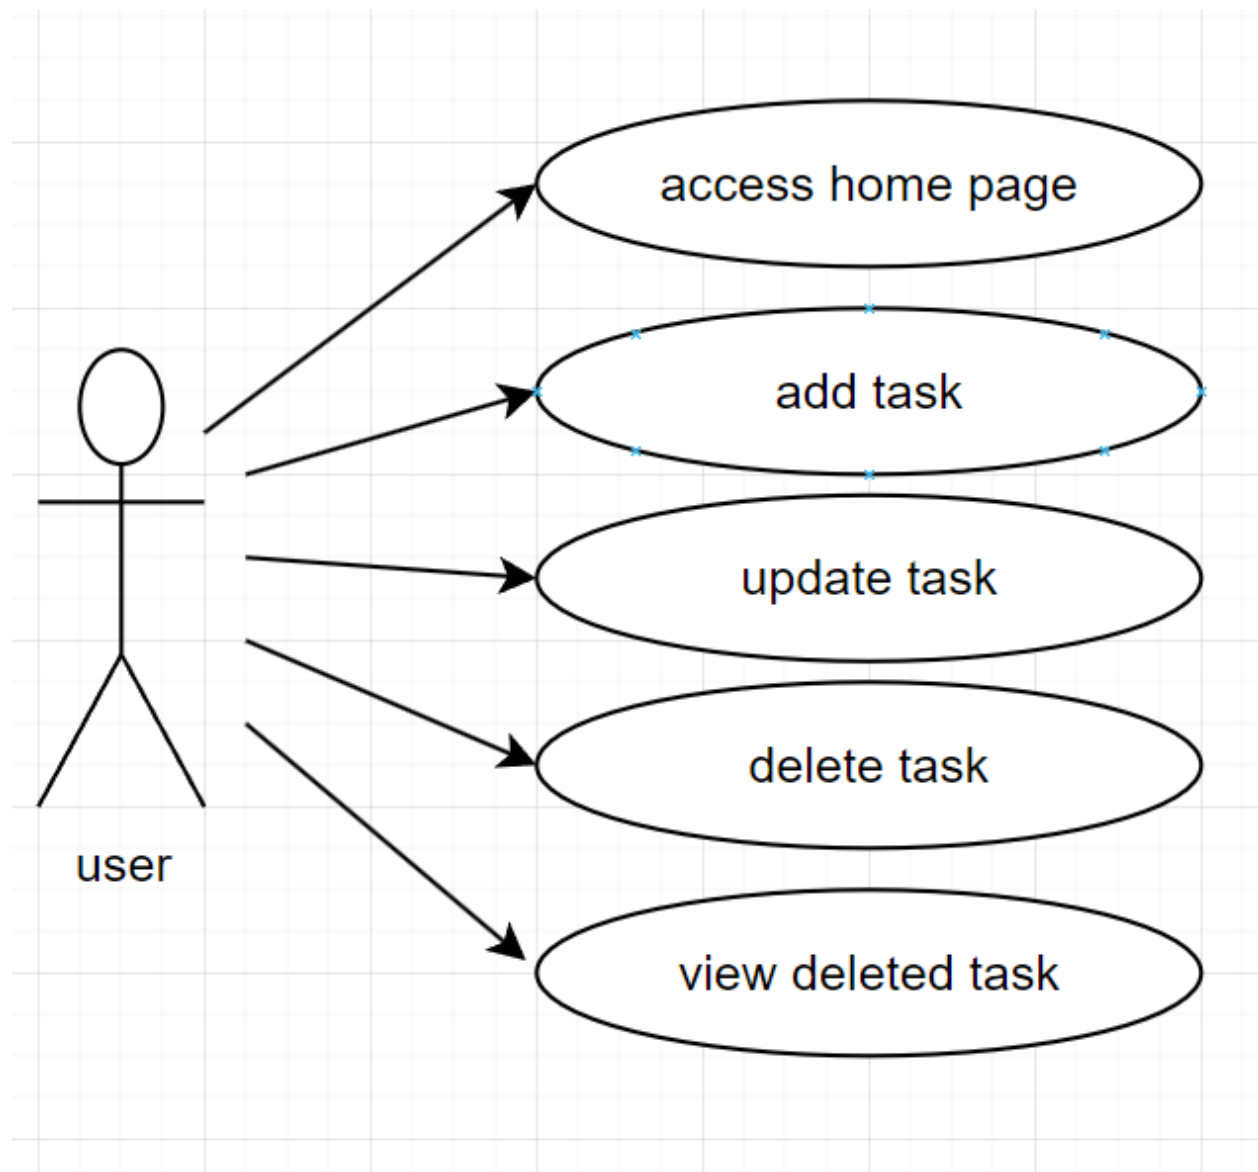 access home page
add task
update task
delete task
user
view deleted task